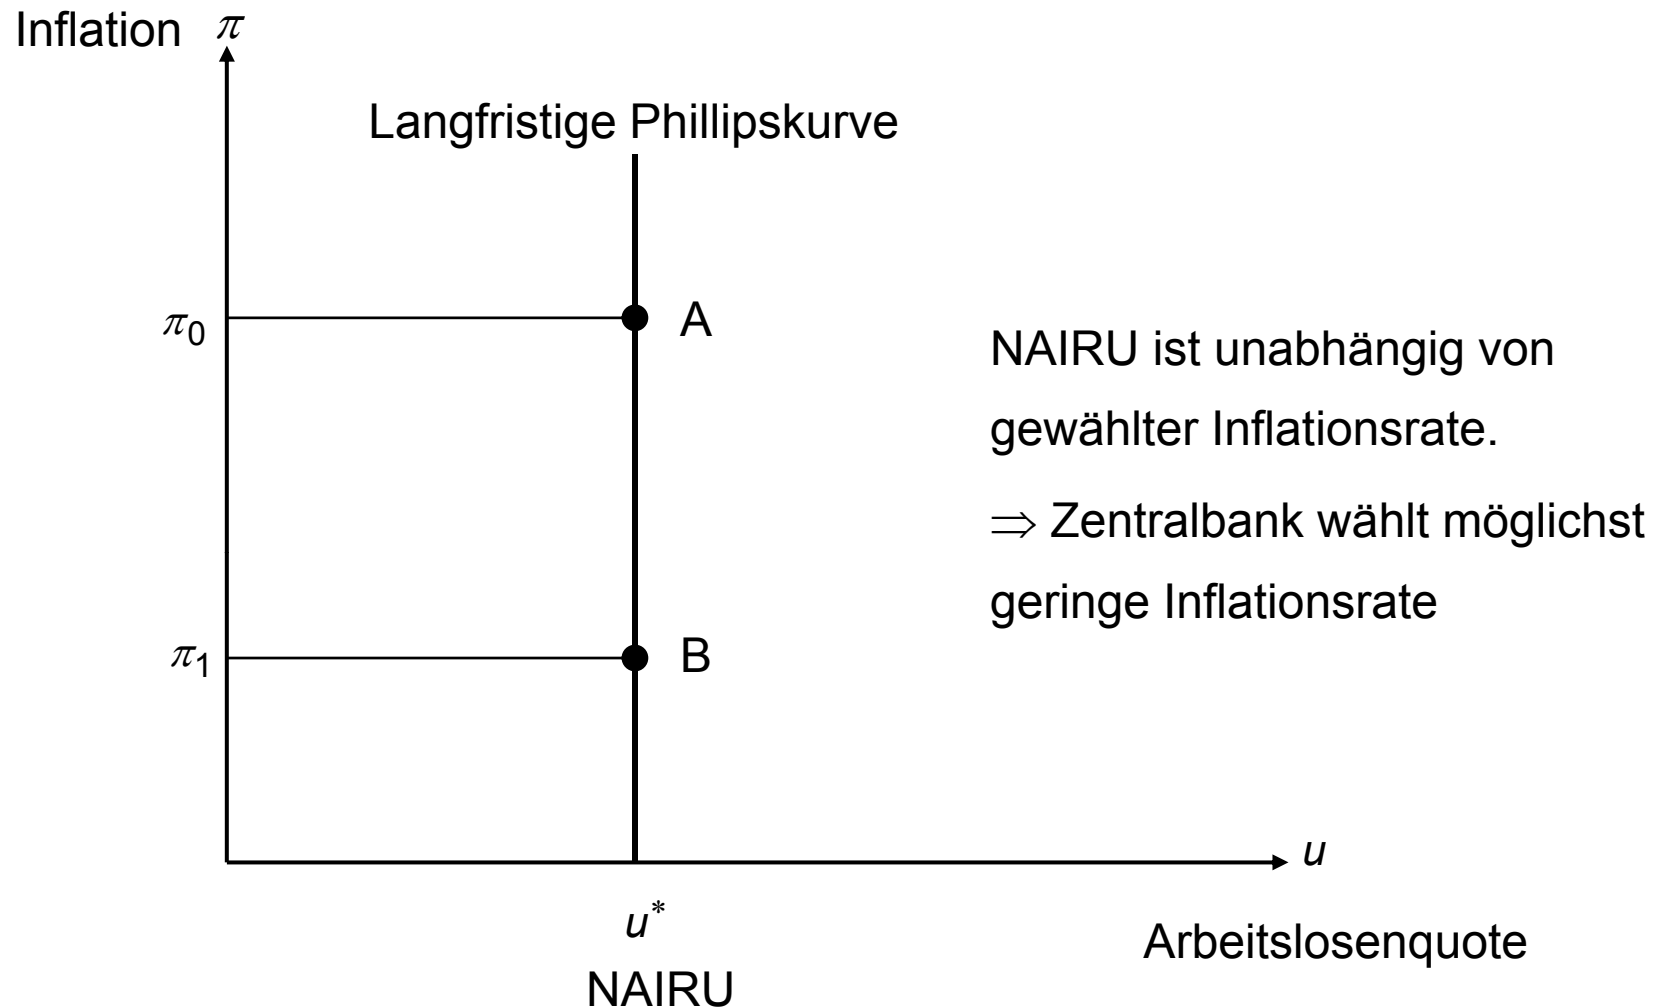 Inflation π
Langfristige Phillipskurve
π0
A
NAIRU ist unabhängig von
gewählter Inflationsrate.
⇒ Zentralbank wählt möglichst
geringe Inflationsrate
π1
B
u
u*
Arbeitslosenquote
NAIRU